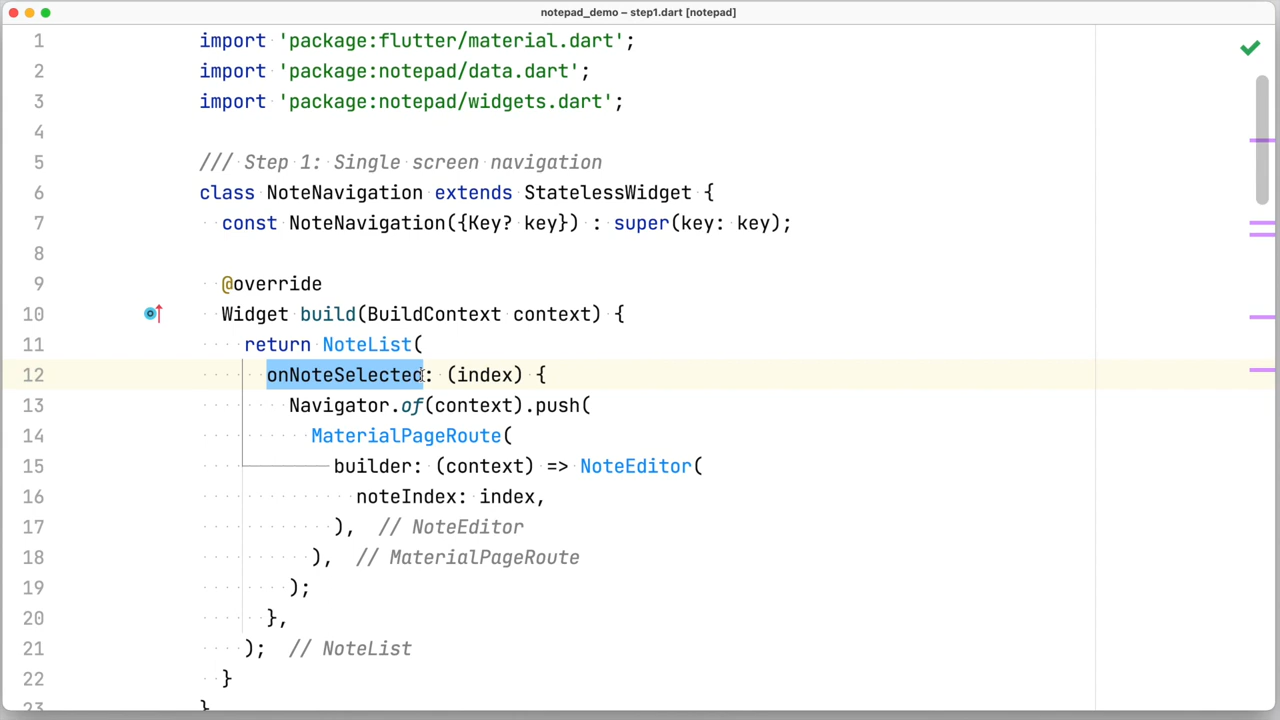 notepad_demo – step1.dart [notepad]
1 import 'package:flutter/material.dart';
2 import 'package:notepad/data.dart';
3 import 'package:notepad/widgets.dart';
4
5 /// Step 1: Single screen navigation
6 class NoteNavigation extends StatelessWidget {
7 const NoteNavigation({Key? key}) : super(key: key);
8
9 @override
10 Widget build(BuildContext context) {
11 return NoteList(
12 onNoteSelected: (index) {
13 Navigator.of(context).push(
14 MaterialPageRoute(
15 builder: (context) => NoteEditor(
16 noteIndex: index,
17 ), // NoteEditor
18 ), // MaterialPageRoute
19 );
20 },
21 ); // NoteList
22 }
23 }